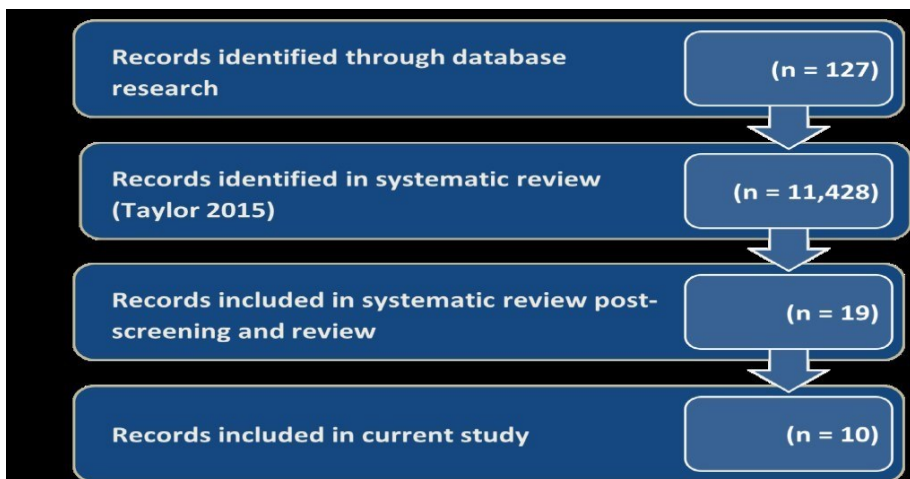 Records identified through database
research
(n = 127)
Records identified in systematic review
(Taylor 2015)
(n = 11,428)
Records included in systematic review post-
screening and review
(n = 19)
Records included in current study
(n = 10)